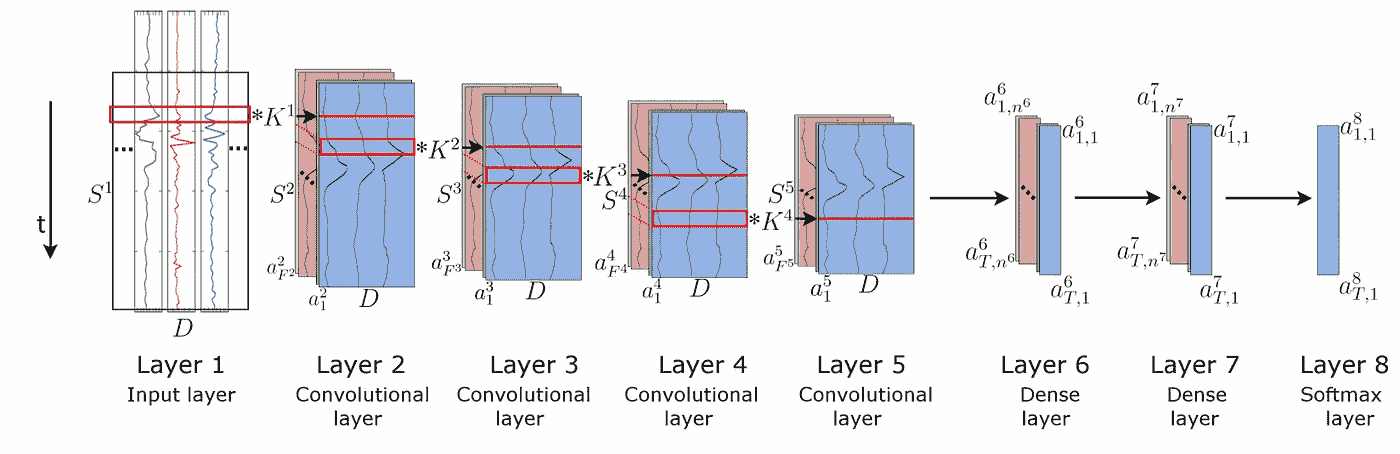 t
S^1
D
*K^1
S^2
a^2_{F^2}
a^2_1
D
*K^2
S^3
a^3_{F^3}
a^3_1
D
*K^3
S^4
a^4_{F^4}
a^4_1
D
*K^4
S^5
a^5_{F^5}
a^5_1
D
a^6_{1,n^6}
a^6_{1,1}
a^6_{T,n^6}
a^6_{T,1}
a^7_{1,n^7}
a^7_{1,1}
a^7_{T,n^7}
a^7_{T,1}
a^8_{1,1}
a^8_{T,1}
Layer 1
Input layer
Layer 2
Convolutional
layer
Layer 3
Convolutional
layer
Layer 4
Convolutional
layer
Layer 5
Convolutional
layer
Layer 6
Dense
layer
Layer 7
Dense
layer
Layer 8
Softmax
layer